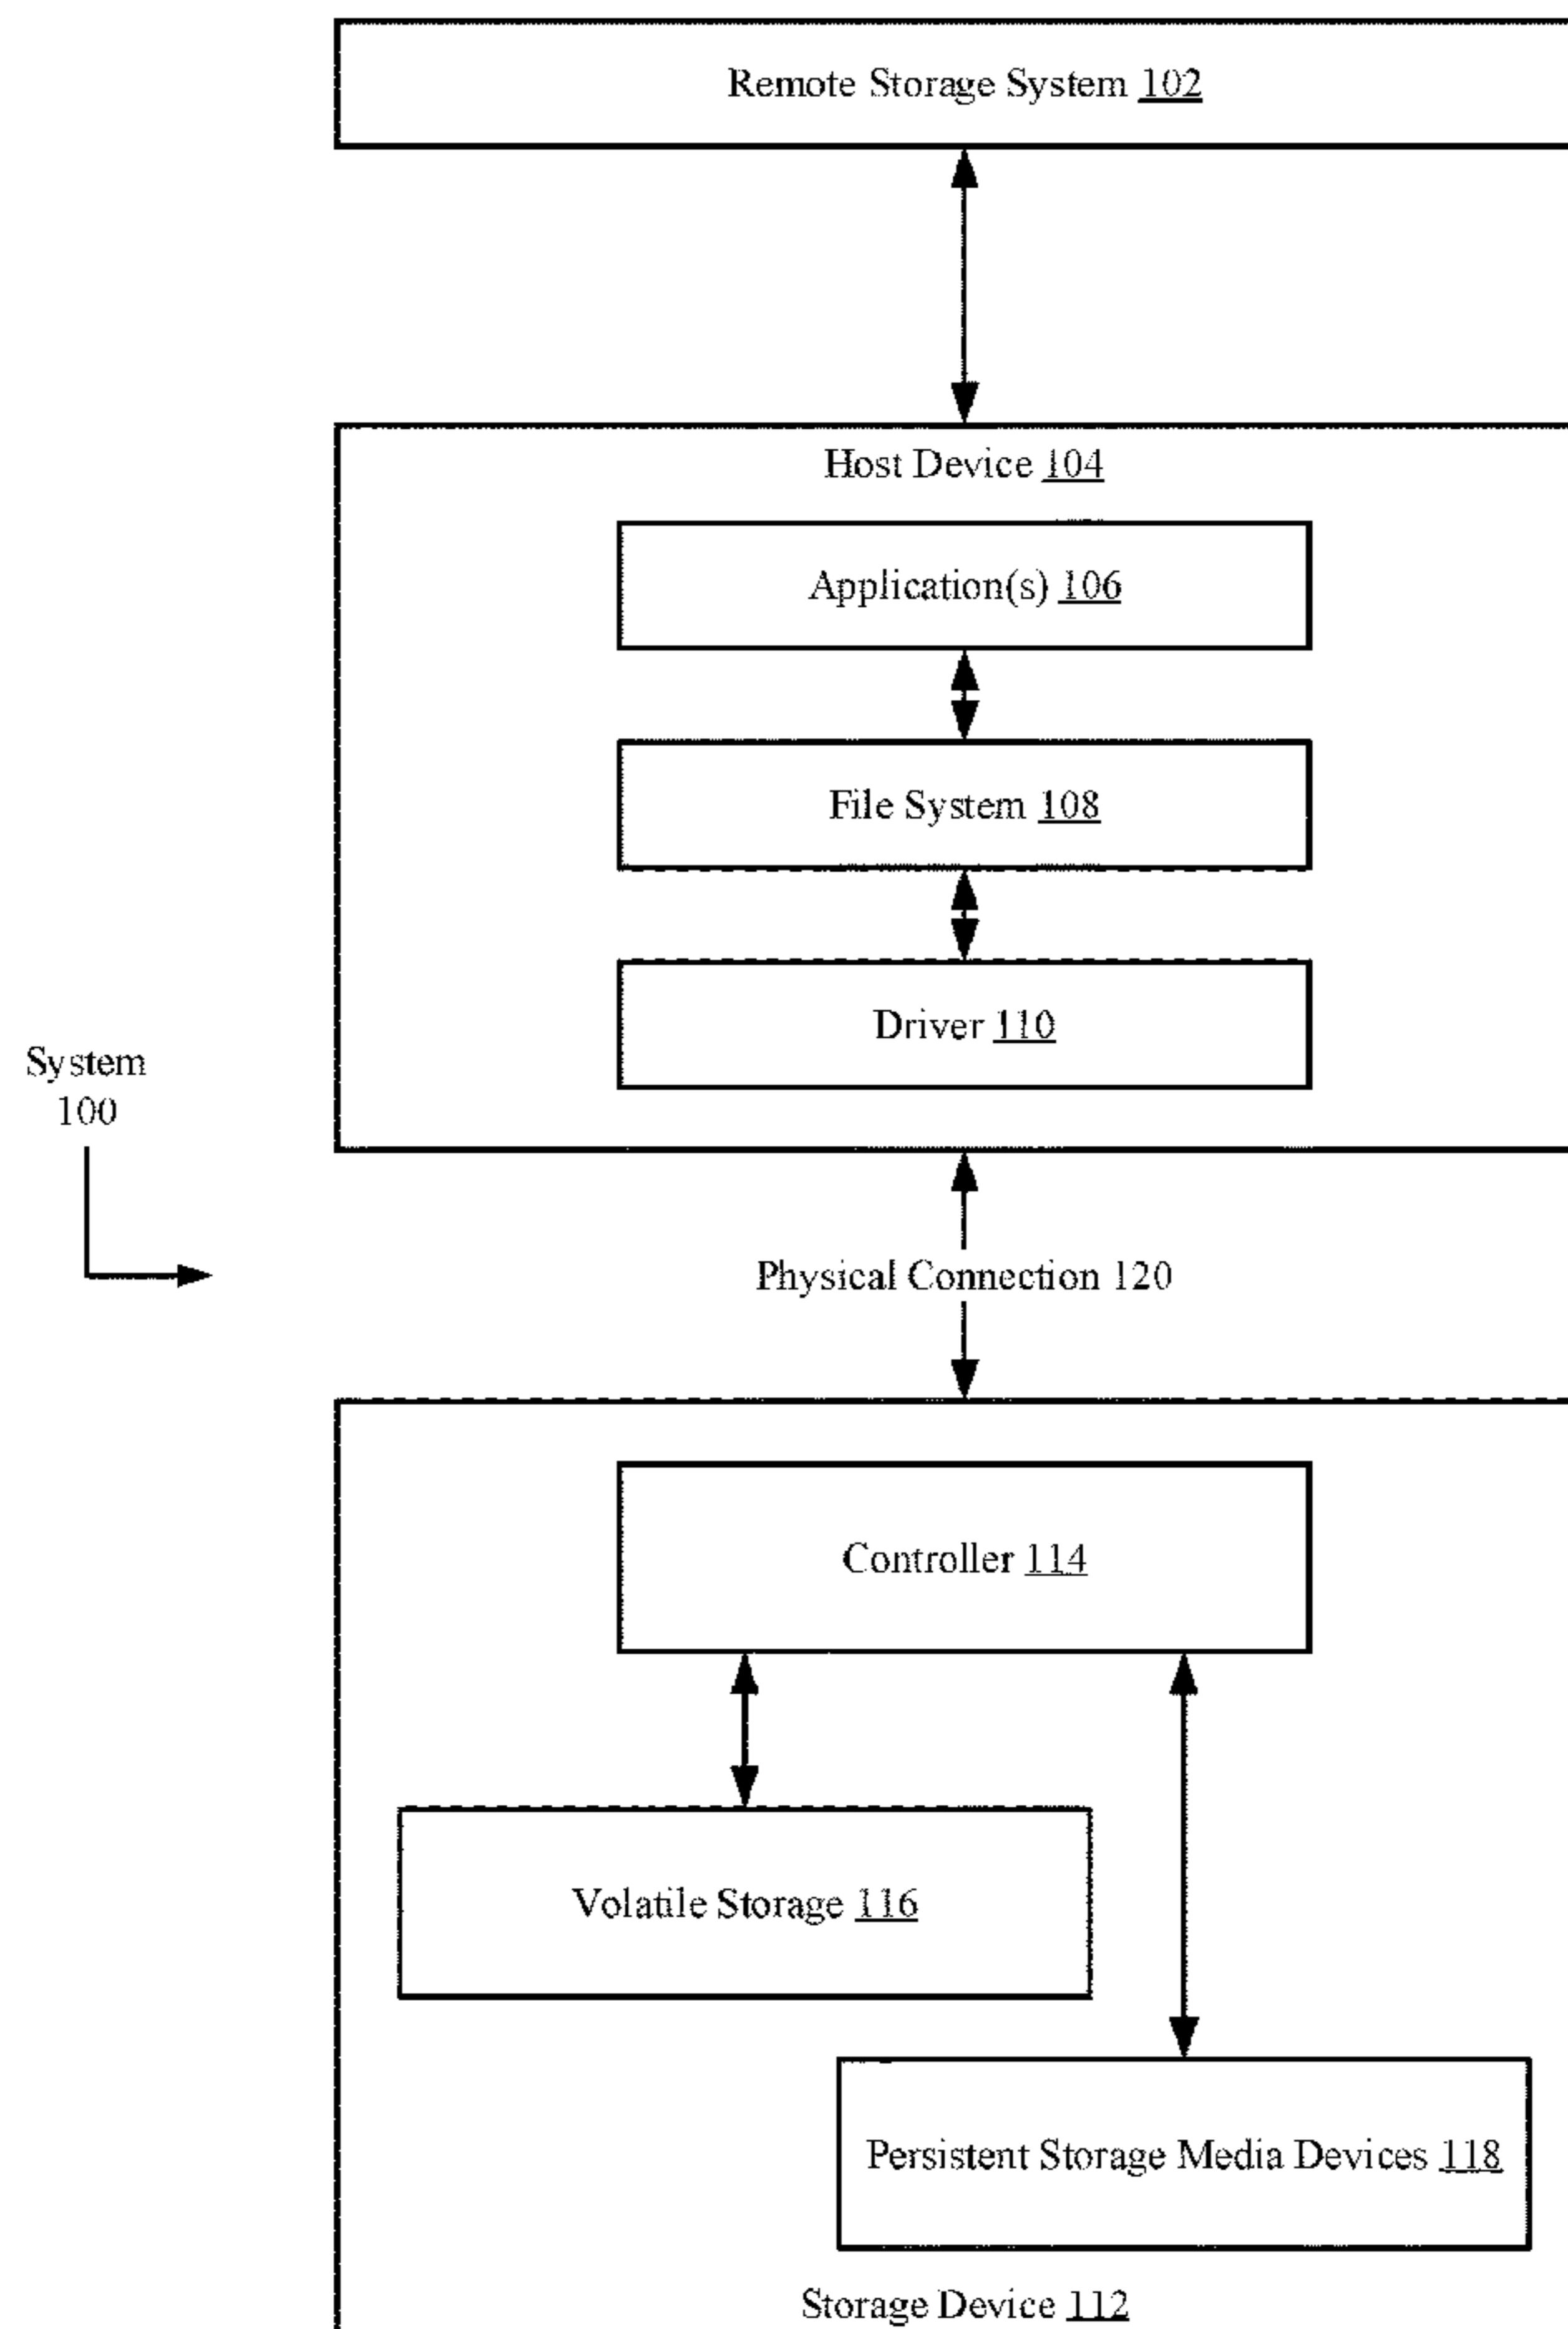 Remote Storage System 102
Host Device 104
Application(s) 106
File System 108
Driver 110
System
100
Physical Connection 120
Controller 114
Volatile Storage 116
Persistent Storage Media Devices 118
Storage Device 112